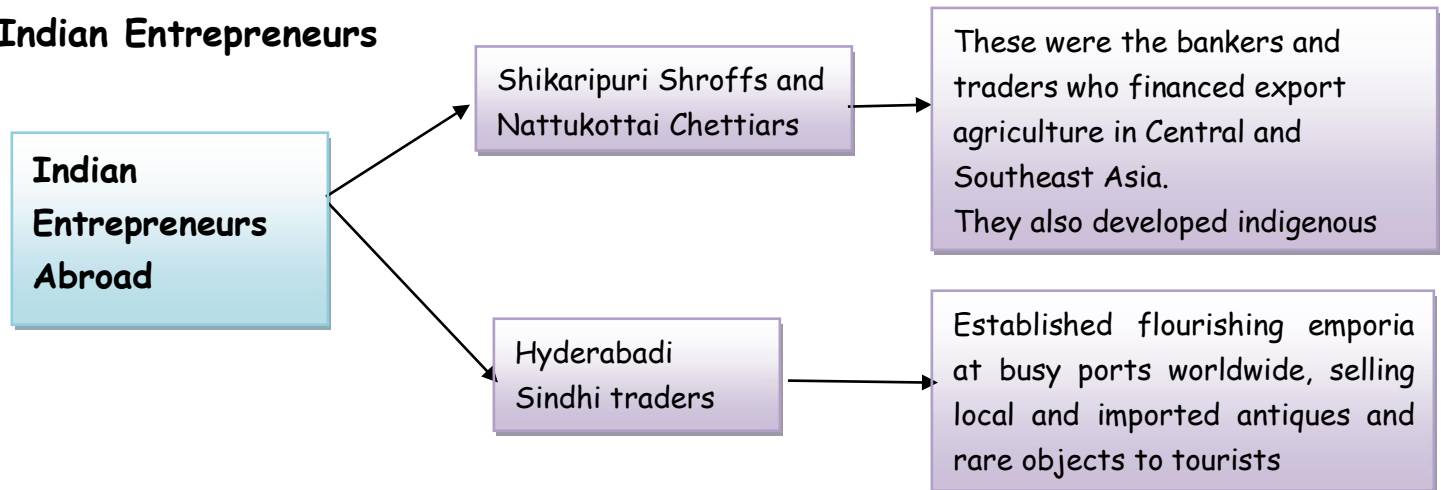 Indian Entrepreneurs
Indian
Entrepreneurs
Abroad
Shikaripuri Shroffs and
Nattukottai Chettiars
These were the bankers and
traders who financed export
agriculture in Central and
Southeast Asia.
They also developed indigenous
Hyderabadi
Sindhi traders
Established flourishing emporia
at busy ports worldwide, selling
local and imported antiques and
rare objects to tourists